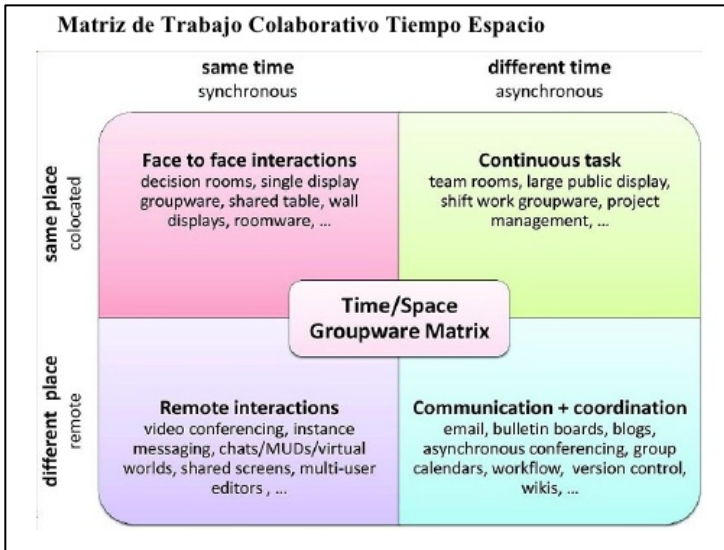 Matriz de Trabajo Colaborativo Tiempo Espacio
same time
synchronous
different time
asynchronous
same place
colocated
Face to face interactions
decision rooms, single display
groupware, shared table, wall
displays, roomware, ...
Continuous task
team rooms, large public display,
shift work groupware, project
management, ...
Time/Space
Groupware Matrix
different place
remote
Remote interactions
video conferencing, instance
messaging, chats/MUDs/virtual
worlds, shared screens, multi-user
editors , ...
Communication + coordination
email, bulletin boards, blogs,
asynchronous conferencing, group
calendars, workflow, version control,
wikis, ...